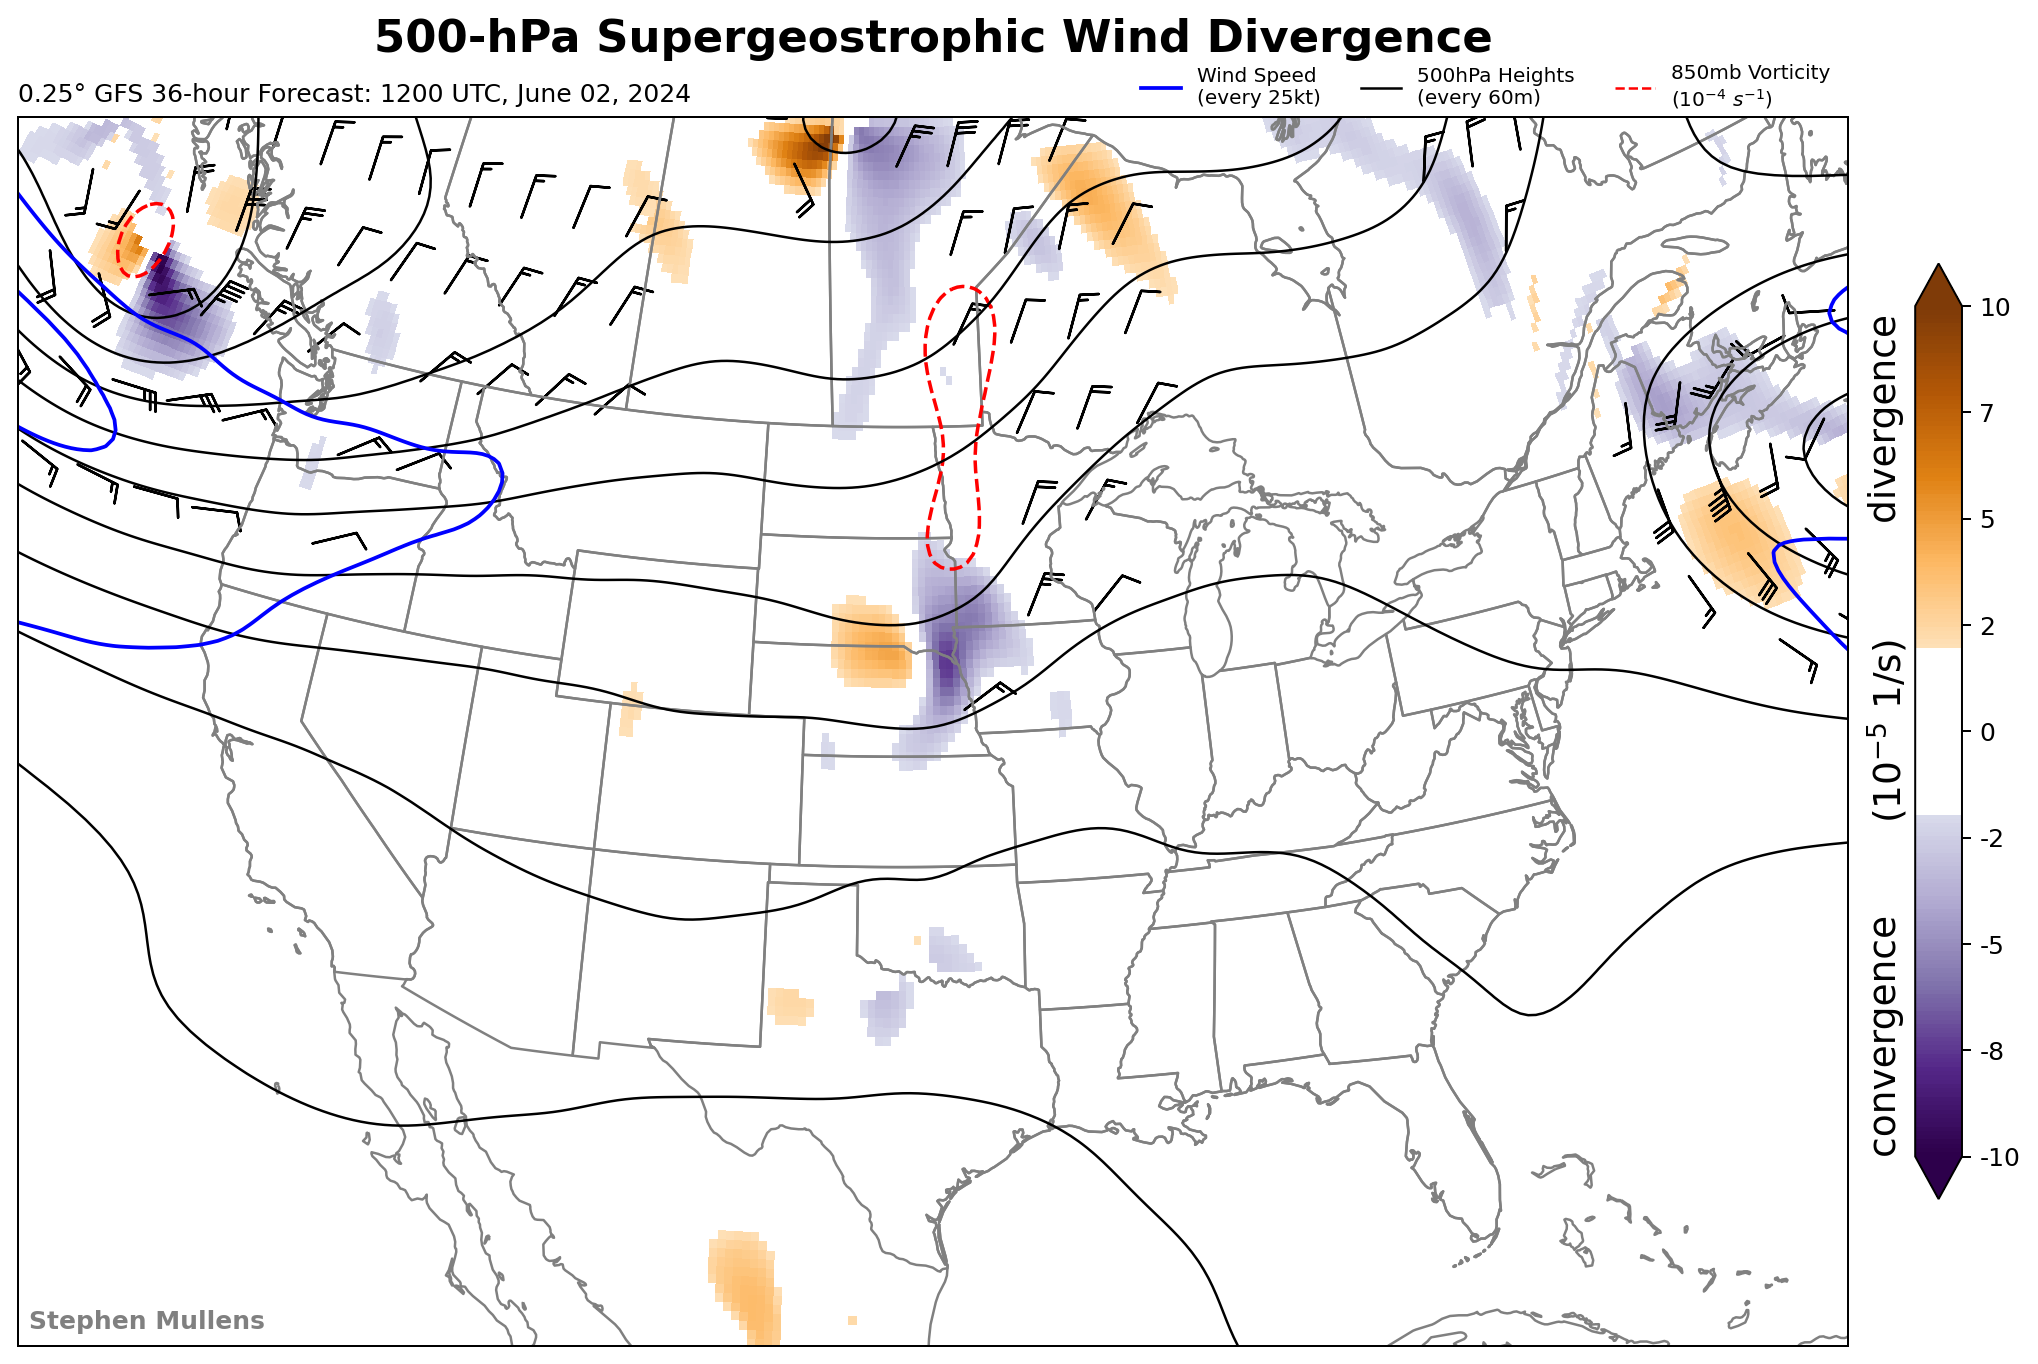 500-hPa Supergeostrophic Wind Divergence
0.25° GFS 36-hour Forecast: 1200 UTC, June 02, 2024
Wind Speed
(every 25kt)
500hPa Heights
(every 60m)
850mb Vorticity
(10⁻⁴ s⁻¹)
10
7
5
2
0
-2
-5
-8
-10
convergence (10⁻⁵ 1/s) divergence
Stephen Mullens